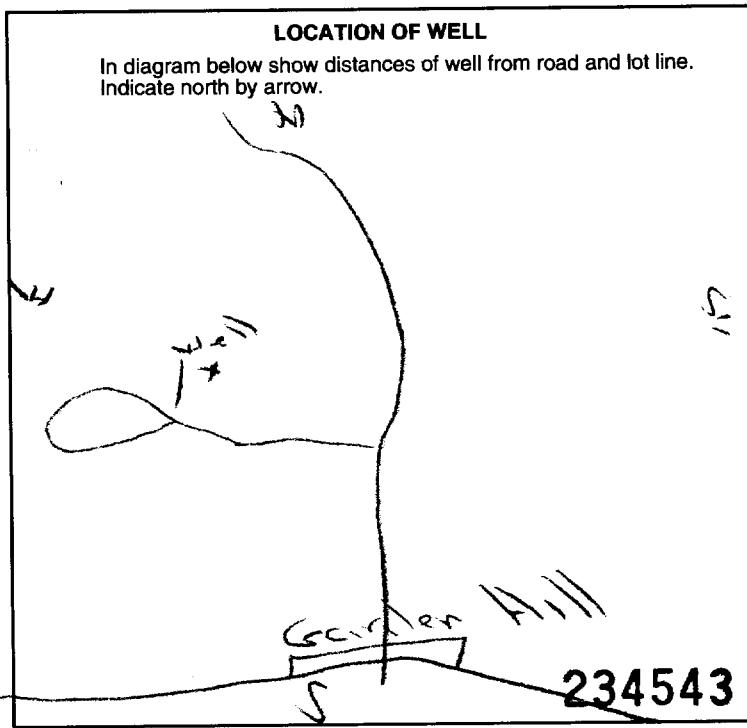 LOCATION OF WELL
In diagram below show distances of well from road and lot line.
Indicate north by arrow.
N
Well
Garden Hill
S
234543